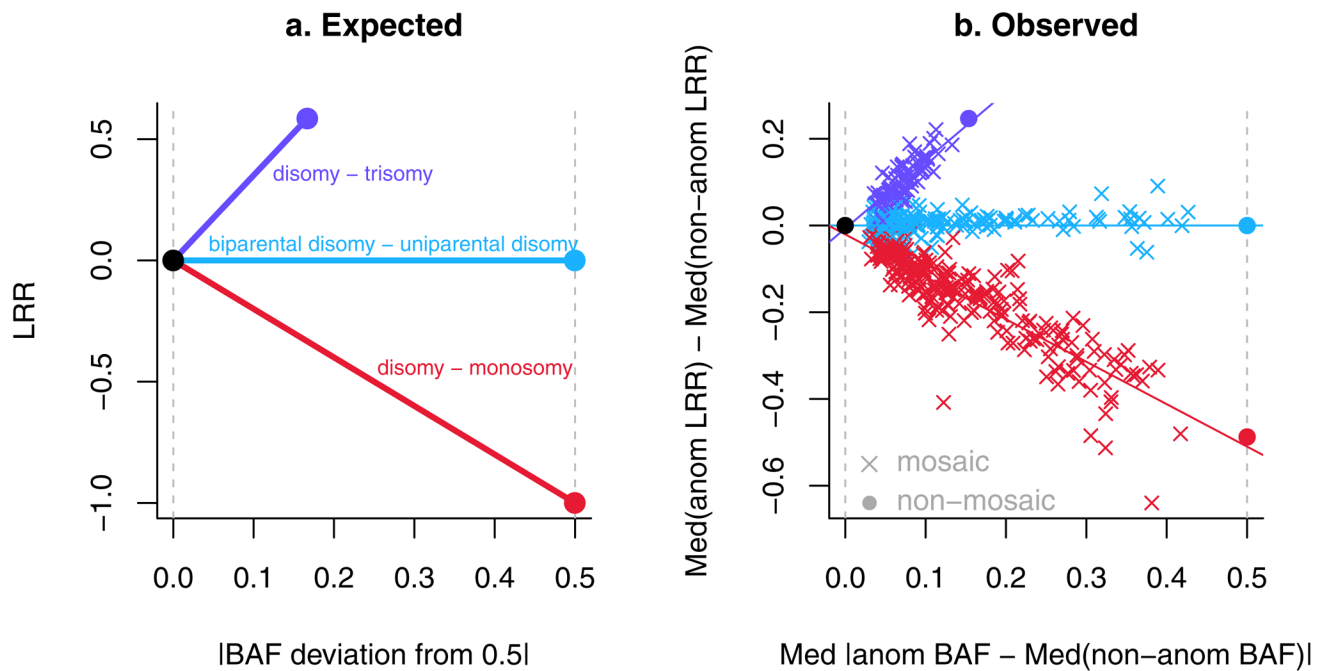 a. Expected
LRR
0.5
0.0
−0.5
−1.0
disomy − trisomy
biparental disomy − uniparental disomy
disomy − monosomy
0.0 0.1 0.2 0.3 0.4 0.5
|BAF deviation from 0.5|
b. Observed
Med(anom LRR) − Med(non−anom LRR)
0.2
0.0
−0.2
−0.4
−0.6
mosaic
non−mosaic
0.0 0.1 0.2 0.3 0.4 0.5
Med |anom BAF − Med(non−anom BAF)|